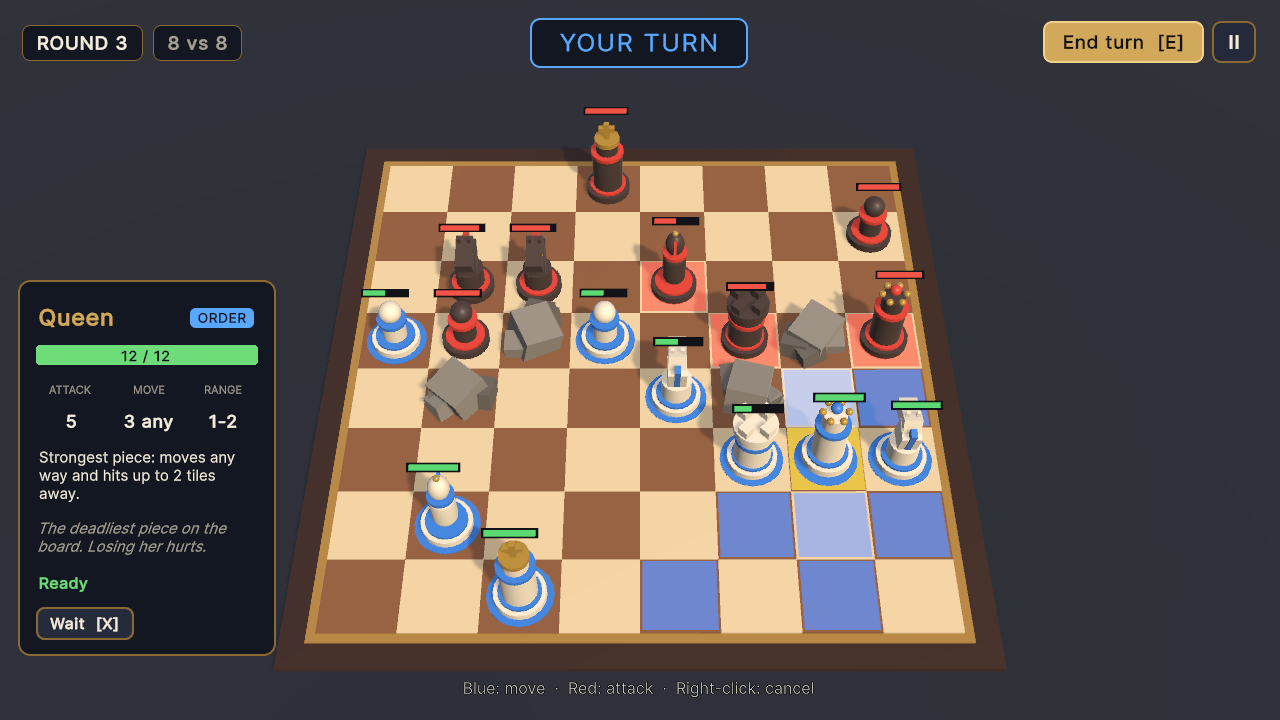 ROUND 3
8 vs 8
YOUR TURN
End turn [E]
Queen
ORDER
12 / 12
ATTACK MOVE RANGE
5 3 any 1-2
Strongest piece: moves any
way and hits up to 2 tiles
away.
The deadliest piece on the
board. Losing her hurts.
Ready
Wait [X]
Blue: move · Red: attack · Right-click: cancel